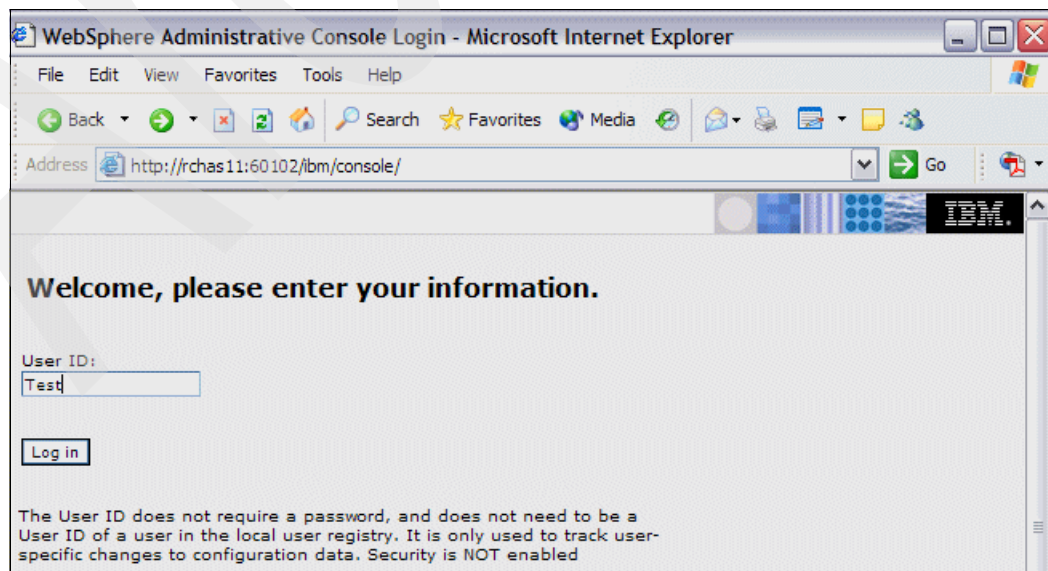 WebSphere Administrative Console Login - Microsoft Internet Explorer
File Edit View Favorites Tools Help
Back Search Favorites Media
Address http://rchas11:60102/ibm/console/ Go
IBM.
Welcome, please enter your information.
User ID:
Test
Log in
The User ID does not require a password, and does not need to be a
User ID of a user in the local user registry. It is only used to track user-
specific changes to configuration data. Security is NOT enabled